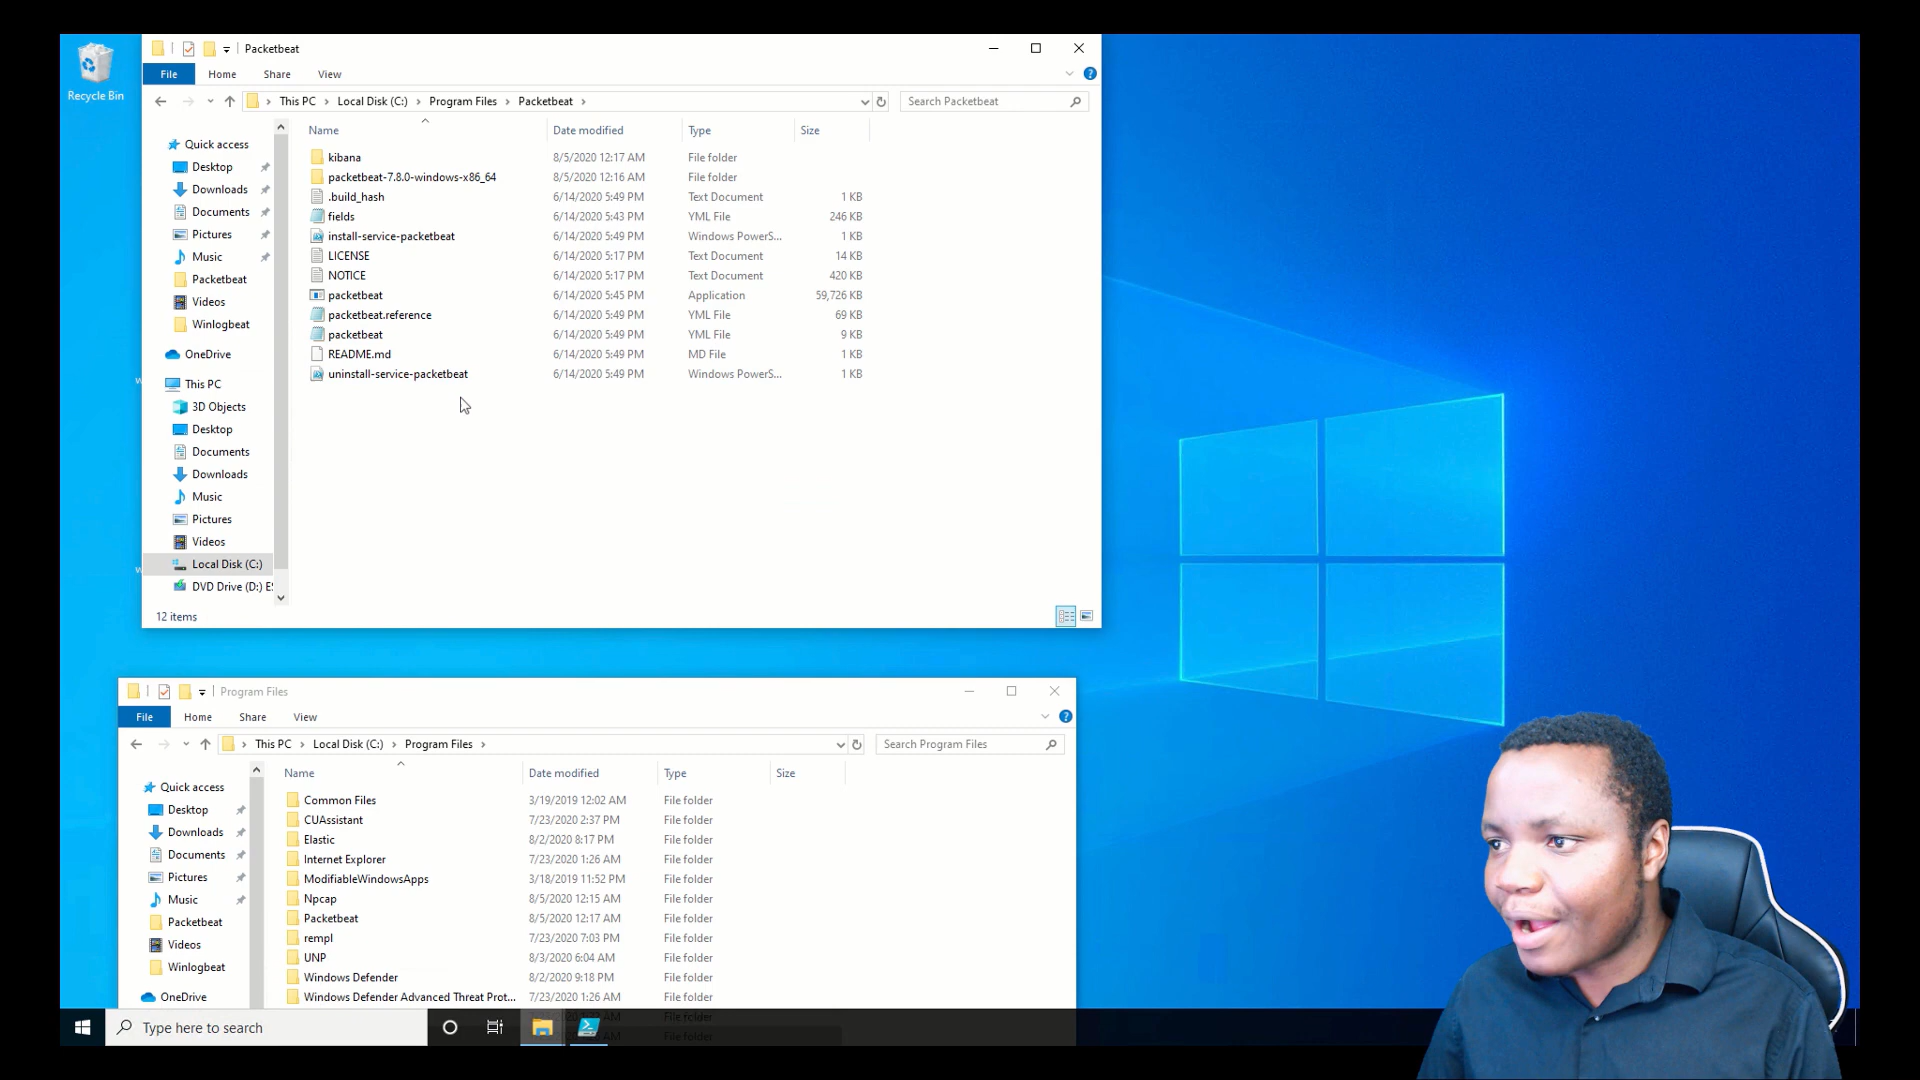 Recycle Bin
Packetbeat
File Home Share View
This PC Local Disk (C:) Program Files Packetbeat
Search Packetbeat
Name Date modified Type Size
kibana 8/5/2020 12:17 AM File folder
packetbeat-7.8.0-windows-x86_64 8/5/2020 12:16 AM File folder
.build_hash 6/14/2020 5:49 PM Text Document 1 KB
fields 6/14/2020 5:43 PM YML File 246 KB
install-service-packetbeat 6/14/2020 5:49 PM Windows PowerS... 1 KB
LICENSE 6/14/2020 5:17 PM Text Document 14 KB
NOTICE 6/14/2020 5:17 PM Text Document 420 KB
packetbeat 6/14/2020 5:45 PM Application 59,726 KB
packetbeat.reference 6/14/2020 5:49 PM YML File 69 KB
packetbeat 6/14/2020 5:49 PM YML File 9 KB
README.md 6/14/2020 5:49 PM MD File 1 KB
uninstall-service-packetbeat 6/14/2020 5:49 PM Windows PowerS... 1 KB
Quick access
Desktop
Downloads
Documents
Pictures
Music
Packetbeat
Videos
Winlogbeat
OneDrive
This PC
3D Objects
Desktop
Documents
Downloads
Music
Pictures
Videos
Local Disk (C:)
DVD Drive (D:) E
12 items
Program Files
File Home Share View
This PC Local Disk (C:) Program Files
Search Program Files
Name Date modified Type Size
Common Files 3/19/2019 12:02 AM File folder
CUAssistant 7/23/2020 2:37 PM File folder
Elastic 8/2/2020 8:17 PM File folder
Internet Explorer 7/23/2020 1:26 AM File folder
ModifiableWindowsApps 3/18/2019 11:52 PM File folder
Npcap 8/5/2020 12:15 AM File folder
Packetbeat 8/5/2020 12:17 AM File folder
rempl 7/23/2020 7:03 PM File folder
UNP 8/3/2020 6:04 AM File folder
Windows Defender 8/2/2020 9:18 PM File folder
Windows Defender Advanced Threat Prot... 7/23/2020 1:26 AM File folder
Quick access
Desktop
Downloads
Documents
Pictures
Music
Packetbeat
Videos
Winlogbeat
OneDrive
Type here to search